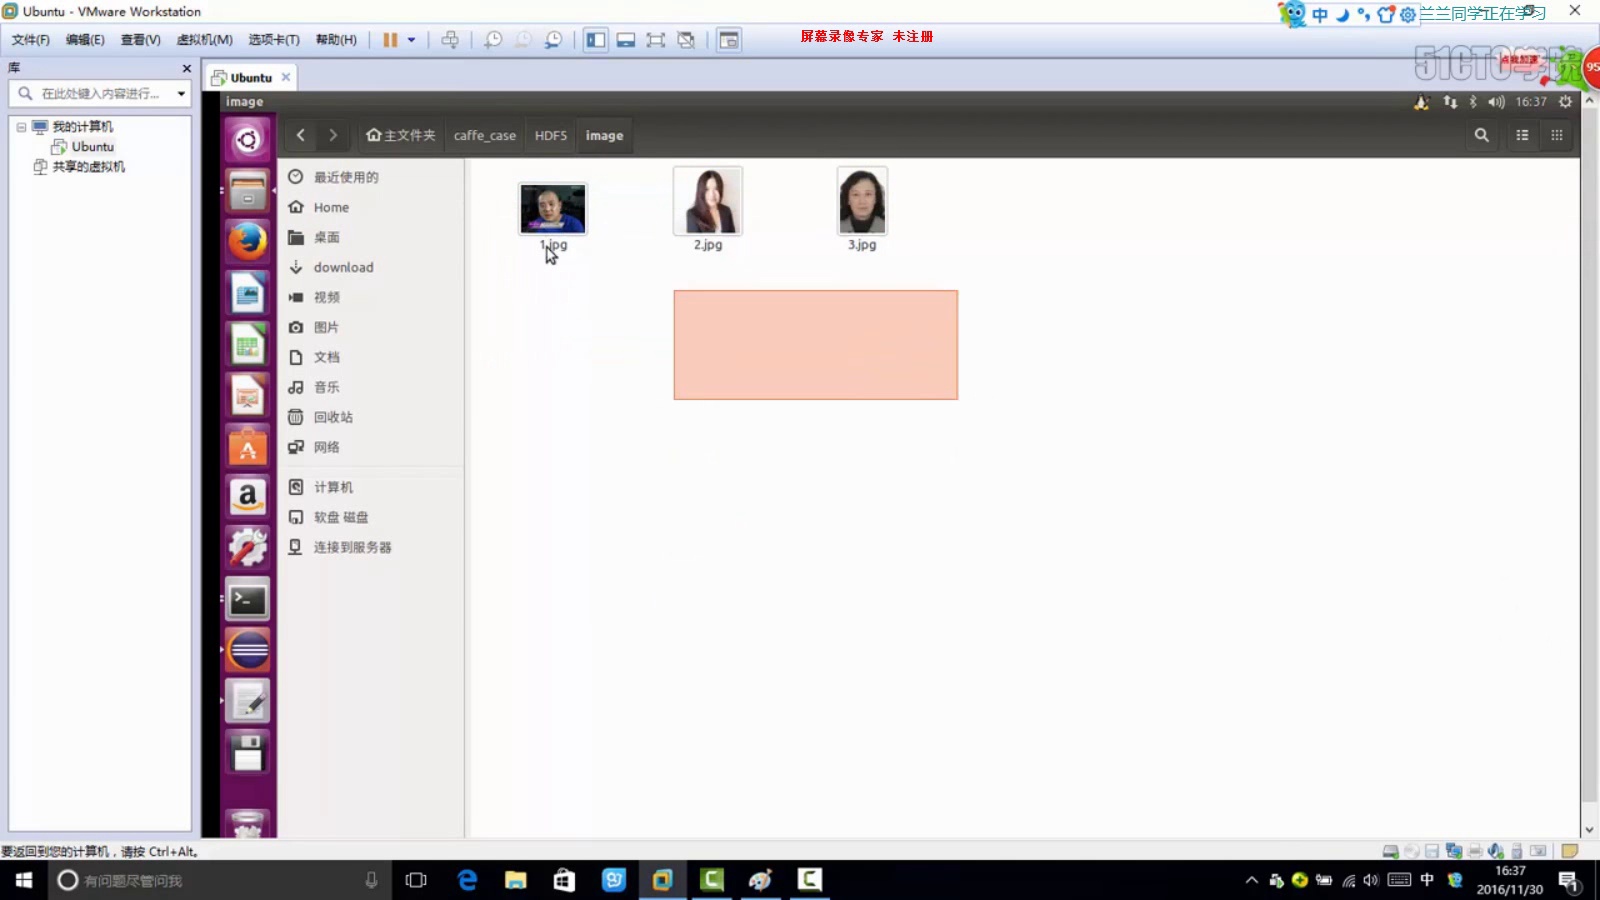 Ubuntu - VMware Workstation
中
兰兰同学正在学习
文件(F) 编辑(E) 查看(V) 虚拟机(M) 选项卡(T) 帮助(H)
屏幕录像专家 未注册
51CTO学院
点我加速
95
库
在此处键入内容进行...
我的计算机
Ubuntu
共享的虚拟机
Ubuntu
image
16:37
主文件夹 caffe_case HDF5 image
最近使用的
Home
桌面
download
视频
图片
文档
音乐
回收站
网络
计算机
软盘 磁盘
连接到服务器
1.jpg 2.jpg 3.jpg
要返回到您的计算机，请按 Ctrl+Alt。
有问题尽管问我
中
16:37
2016/11/30
1